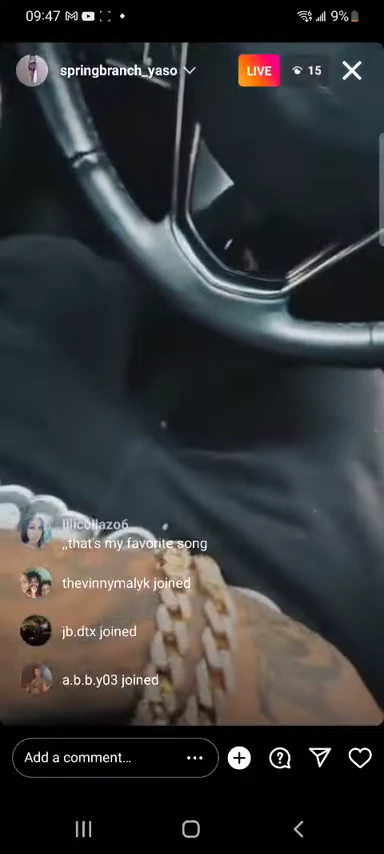 09:47
9%
springbranch_yaso
LIVE
15
lilicollazo6
,,that's my favorite song
thevinnymalyk joined
jb.dtx joined
a.b.b.y03 joined
Add a comment...